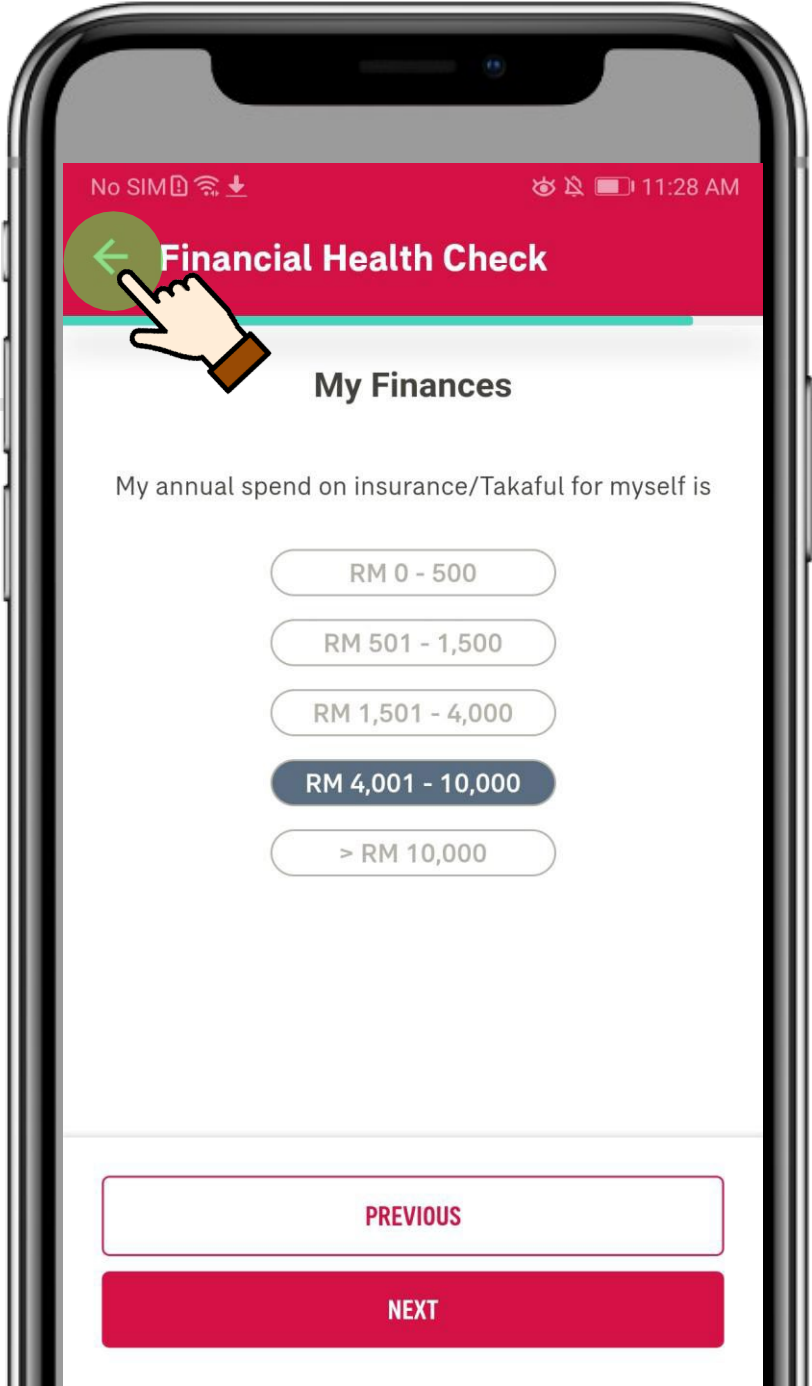 No SIM 11:28 AM
Financial Health Check
My Finances
My annual spend on insurance/Takaful for myself is
RM 0 - 500
RM 501 - 1,500
RM 1,501 - 4,000
RM 4,001 - 10,000
> RM 10,000
PREVIOUS
NEXT